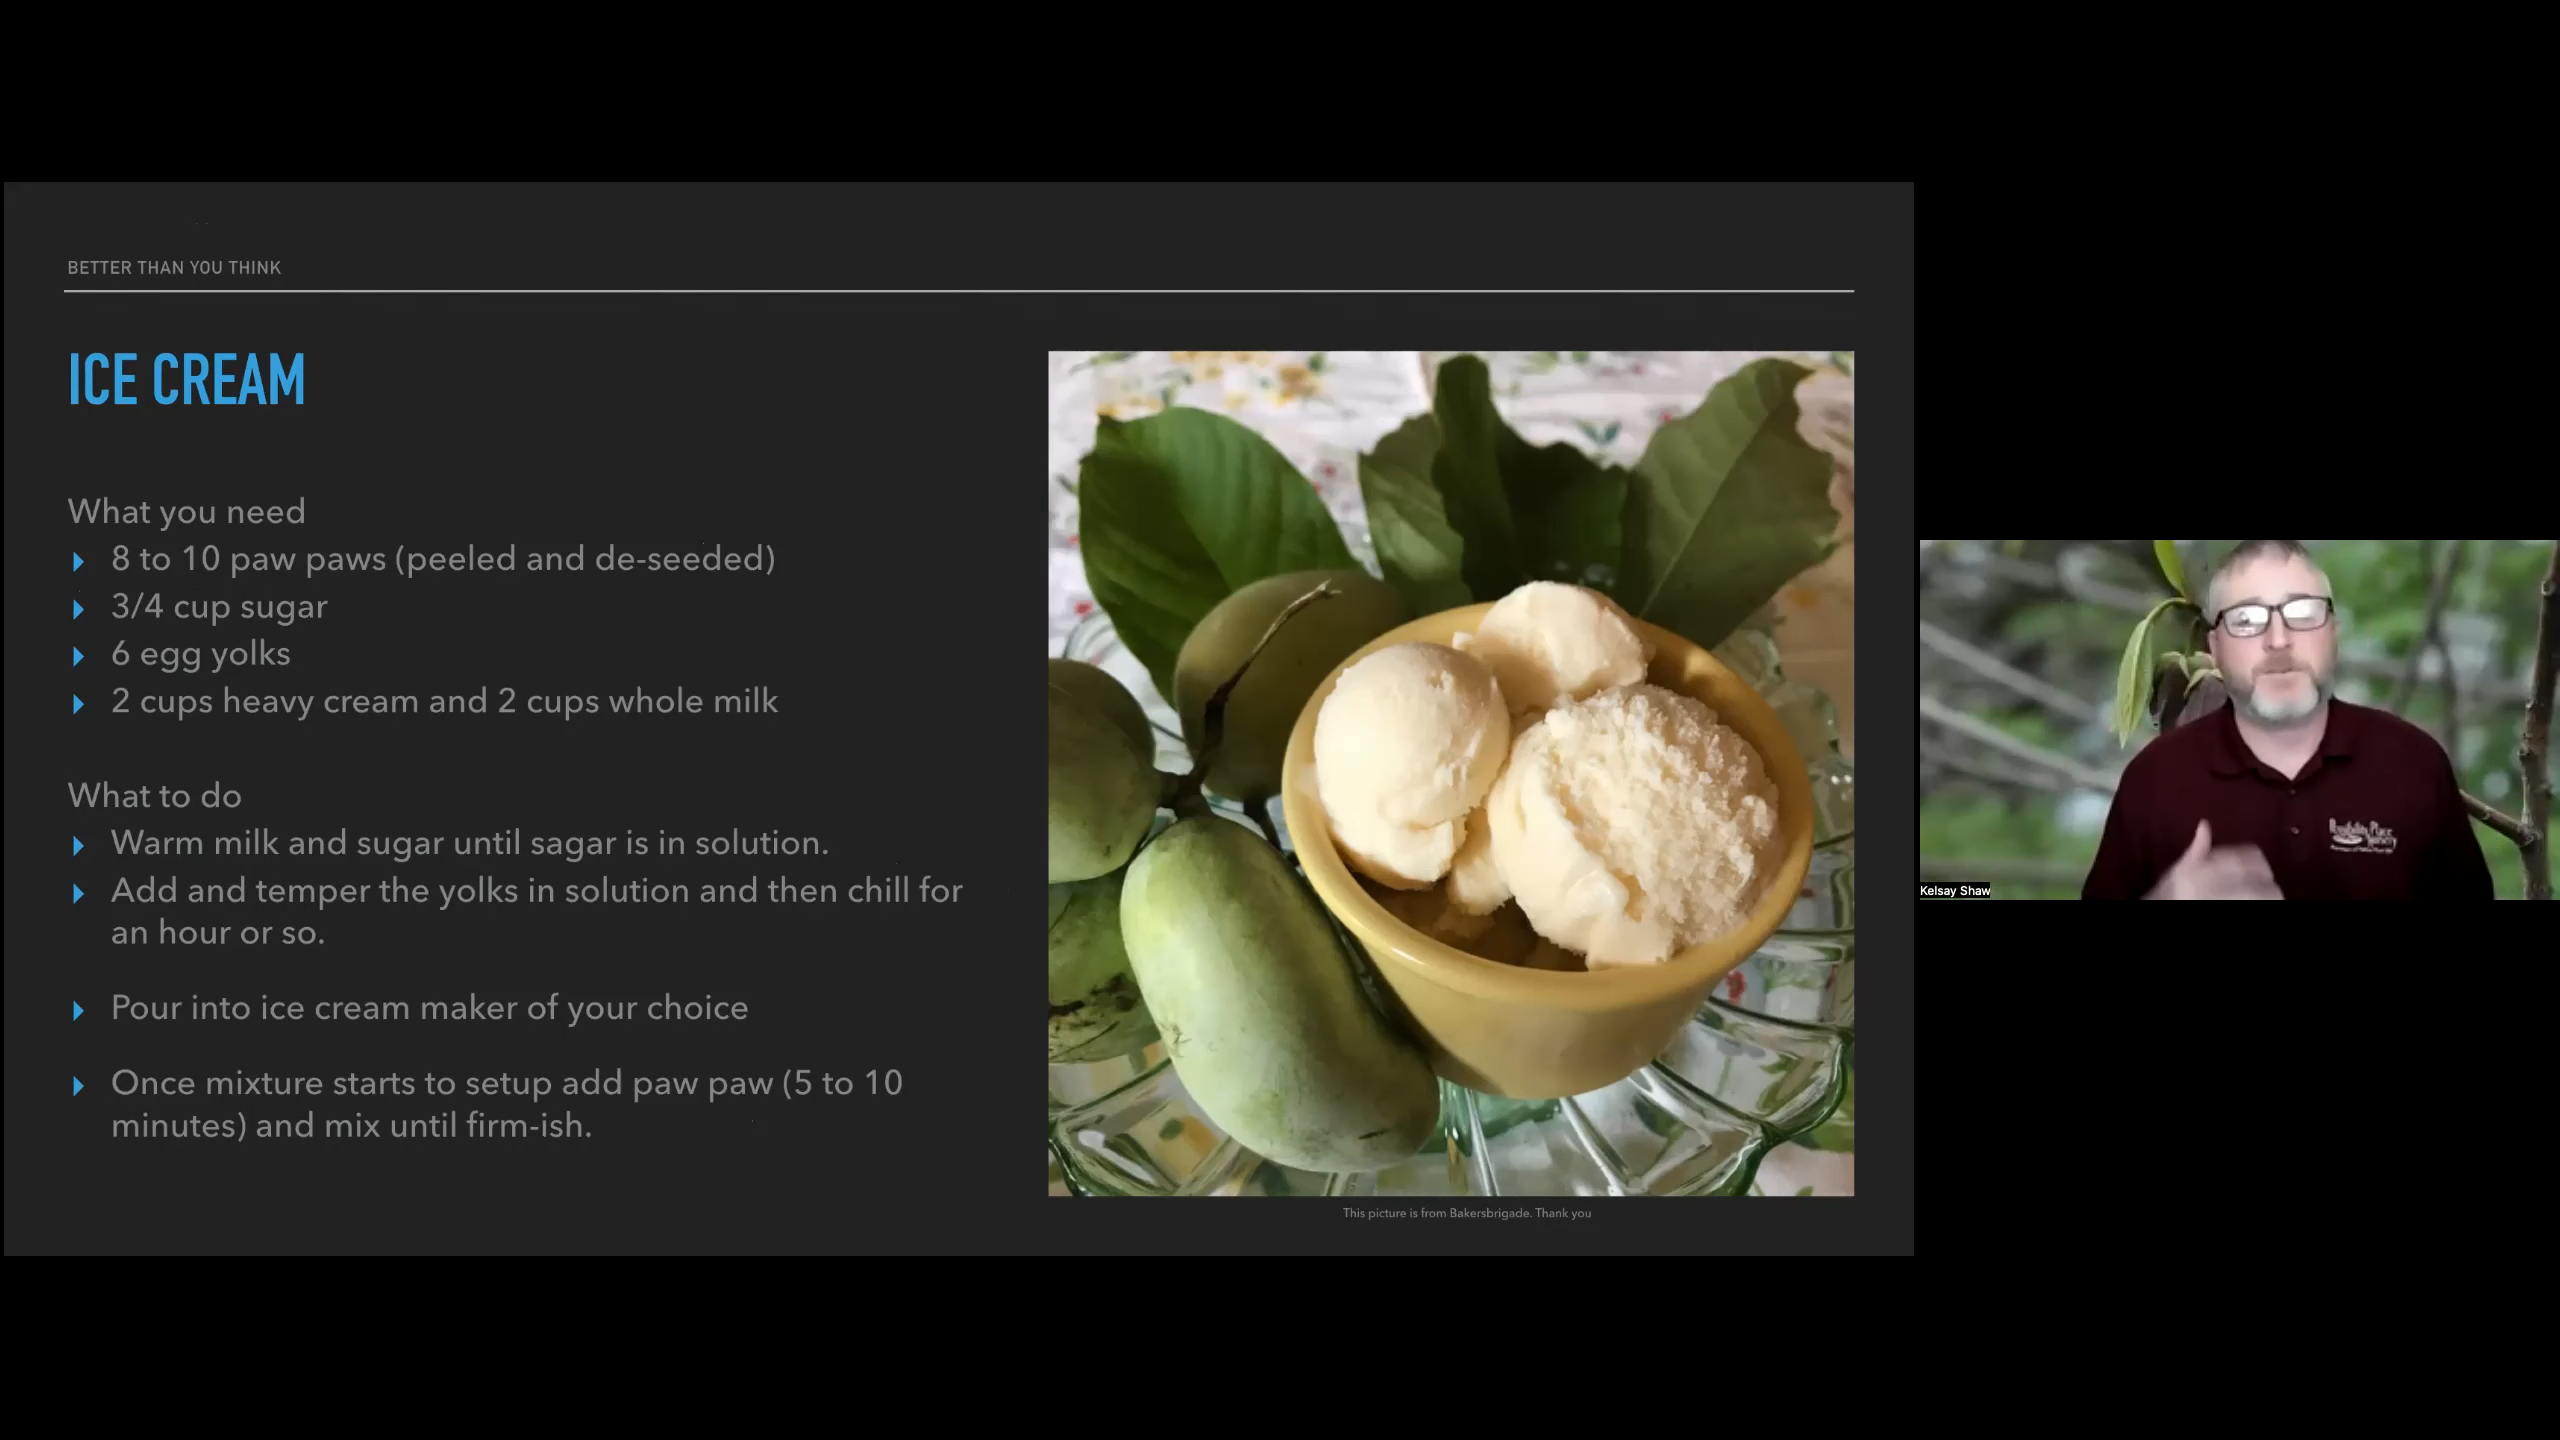 BETTER THAN YOU THINK
ICE CREAM
What you need
8 to 10 paw paws (peeled and de-seeded)
3/4 cup sugar
6 egg yolks
2 cups heavy cream and 2 cups whole milk
What to do
Warm milk and sugar until sagar is in solution.
Add and temper the yolks in solution and then chill for
an hour or so.
Pour into ice cream maker of your choice
Once mixture starts to setup add paw paw (5 to 10
minutes) and mix until firm-ish.
This picture is from Bakersbrigade. Thank you
Kelsay Shaw
Possibility Place
Nursery